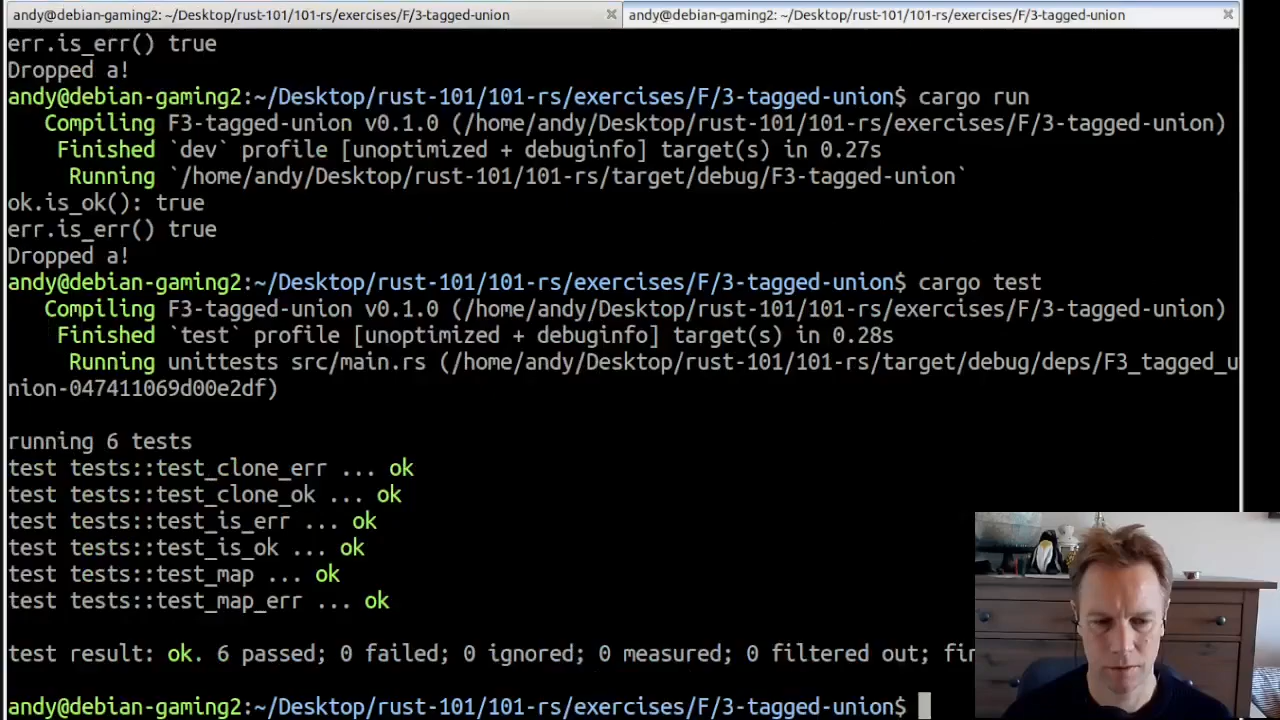 andy@debian-gaming2: ~/Desktop/rust-101/101-rs/exercises/F/3-tagged-union
andy@debian-gaming2: ~/Desktop/rust-101/101-rs/exercises/F/3-tagged-union
err.is_err() true
Dropped a!
andy@debian-gaming2:~/Desktop/rust-101/101-rs/exercises/F/3-tagged-union$ cargo run
Compiling F3-tagged-union v0.1.0 (/home/andy/Desktop/rust-101/101-rs/exercises/F/3-tagged-union)
Finished `dev` profile [unoptimized + debuginfo] target(s) in 0.27s
Running `/home/andy/Desktop/rust-101/101-rs/target/debug/F3-tagged-union`
ok.is_ok(): true
err.is_err() true
Dropped a!
andy@debian-gaming2:~/Desktop/rust-101/101-rs/exercises/F/3-tagged-union$ cargo test
Compiling F3-tagged-union v0.1.0 (/home/andy/Desktop/rust-101/101-rs/exercises/F/3-tagged-union)
Finished `test` profile [unoptimized + debuginfo] target(s) in 0.28s
Running unittests src/main.rs (/home/andy/Desktop/rust-101/101-rs/target/debug/deps/F3_tagged_u
nion-047411069d00e2df)
running 6 tests
test tests::test_clone_err ... ok
test tests::test_clone_ok ... ok
test tests::test_is_err ... ok
test tests::test_is_ok ... ok
test tests::test_map ... ok
test tests::test_map_err ... ok
test result: ok. 6 passed; 0 failed; 0 ignored; 0 measured; 0 filtered out;
andy@debian-gaming2:~/Desktop/rust-101/101-rs/exercises/F/3-tagged-union$